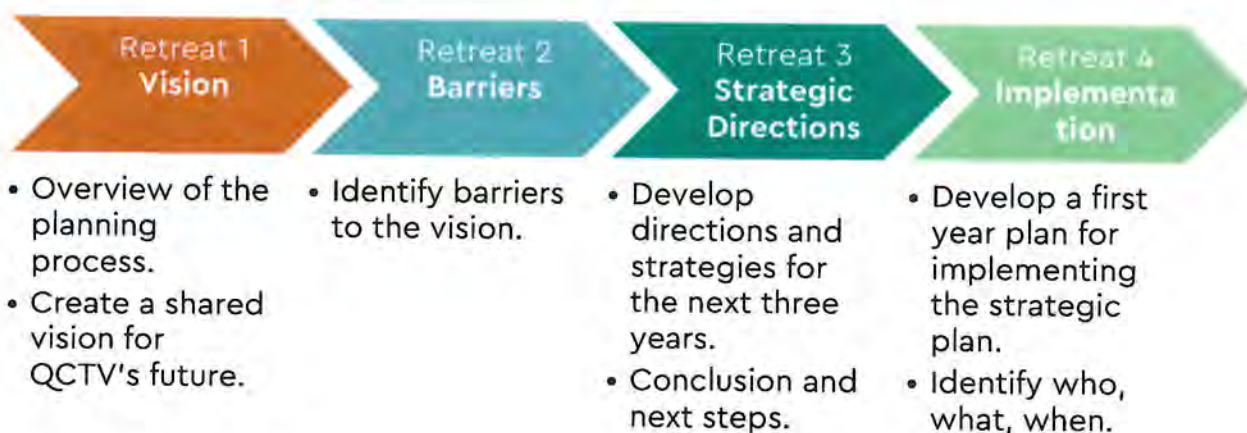 Retreat 1
Vision
• Overview of the
planning
process.
• Create a shared
vision for
QCTV's future.
Retreat 2
Barriers
• Identify barriers
to the vision.
Retreat 3
Strategic
Directions
• Develop
directions and
strategies for
the next three
years.
• Conclusion and
next steps.
Retreat 4
Implementa
tion
• Develop a first
year plan for
implementing
the strategic
plan.
• Identify who,
what, when.